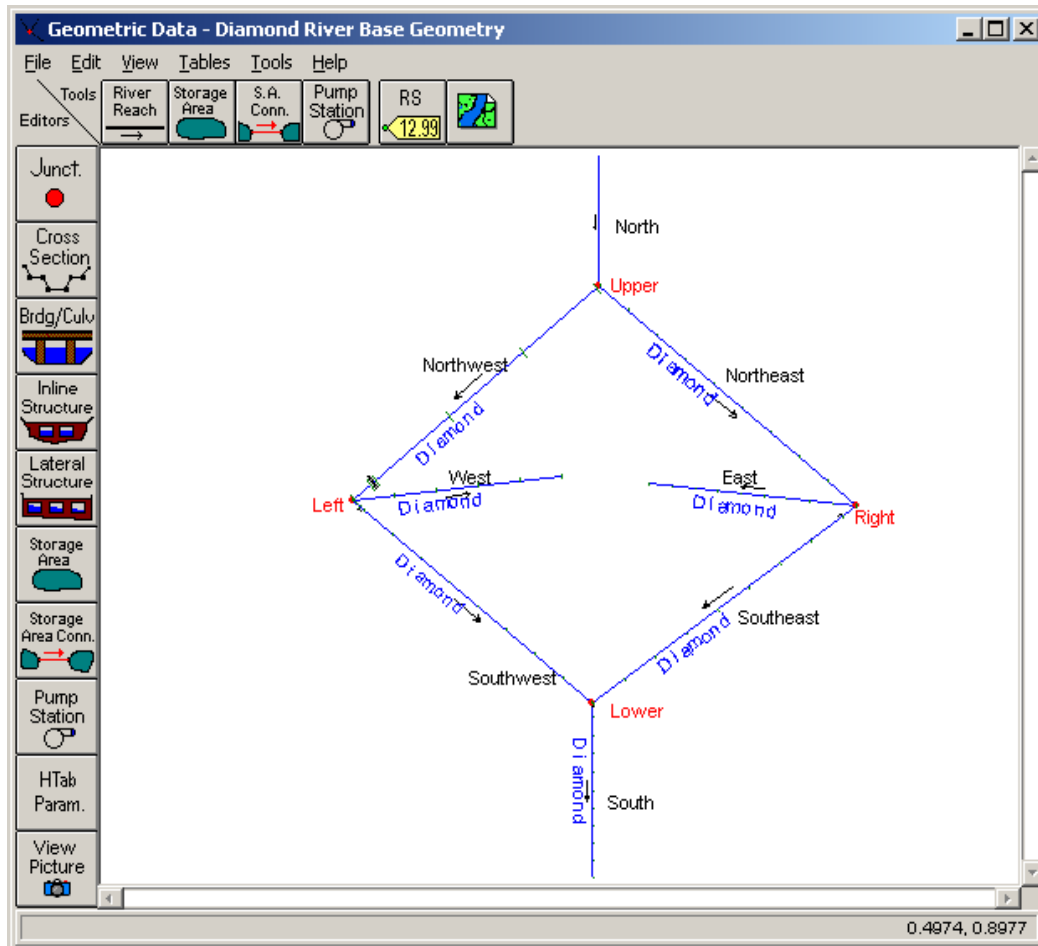 Geometric Data - Diamond River Base Geometry
File Edit View Tables Tools Help
Tools
Editors
River
Reach
Storage
Area
S.A.
Conn.
Pump
Station
RS
12.99
Junct.
Cross
Section
Brdg/Culv
Inline
Structure
Lateral
Structure
Storage
Area
Storage
Area Conn.
Pump
Station
HTab
Param.
View
Picture
North
Upper
Northwest
Diamond
Northeast
Diamond
West
Diamond
East
Diamond
Left
Right
Diamond
Southwest
Southeast
Diamond
Lower
Diamond
South
0.4974, 0.8977